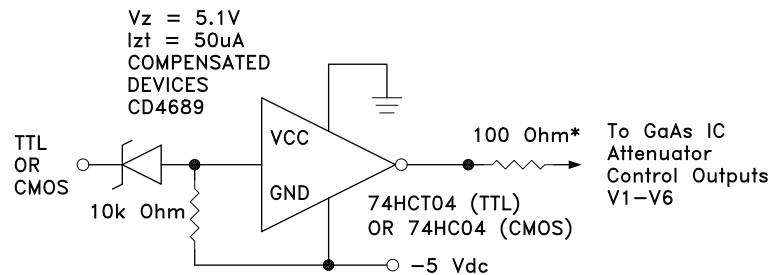 Vz = 5.1V
Izt = 50uA
COMPENSATED
DEVICES
CD4689
TTL
OR
CMOS
10k Ohm
VCC
GND
100 Ohm*
74HCT04 (TTL)
OR 74HC04 (CMOS)
-5 Vdc
To GaAs IC
Attenuator
Control Outputs
V1-V6